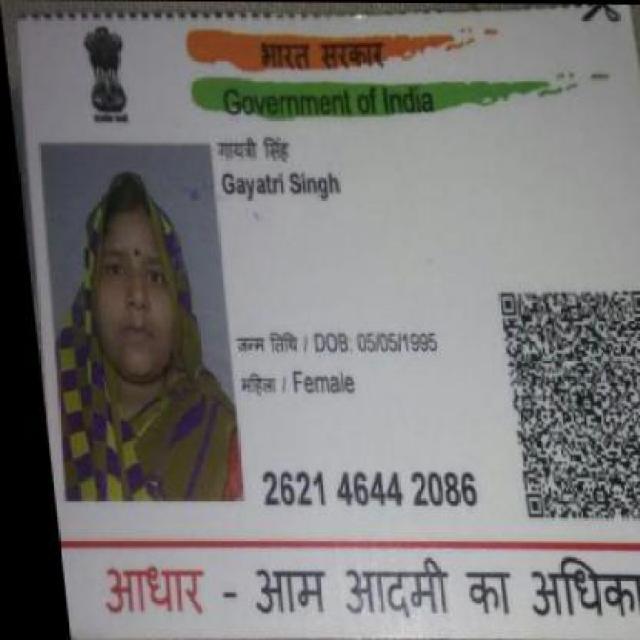 भारत सरकार
Government of India
गायत्री सिंह
Gayatri Singh
जन्म तिथि / DOB: 05/05/1995
महिला / Female
2621 4644 2086
आधार - आम आदमी का अधिका